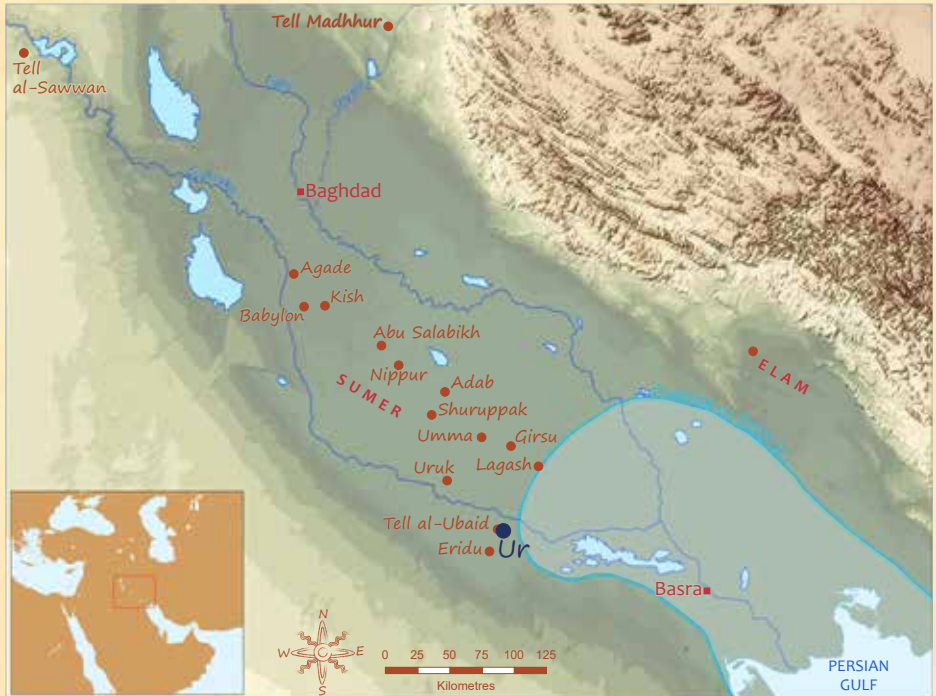 Tell Madhhur
Tell
al-Sawwan
Baghdad
Agade
Kish
Babylon
Abu Salabikh
Nippur
SUMER
Adab
Shuruppak
Umma
Girsu
Lagash
Uruk
ELAM
Tell al-Ubaid
Ur
Eridu
Basra
N
W E
S
0 25 50 75 100 125
Kilometres
PERSIAN
GULF